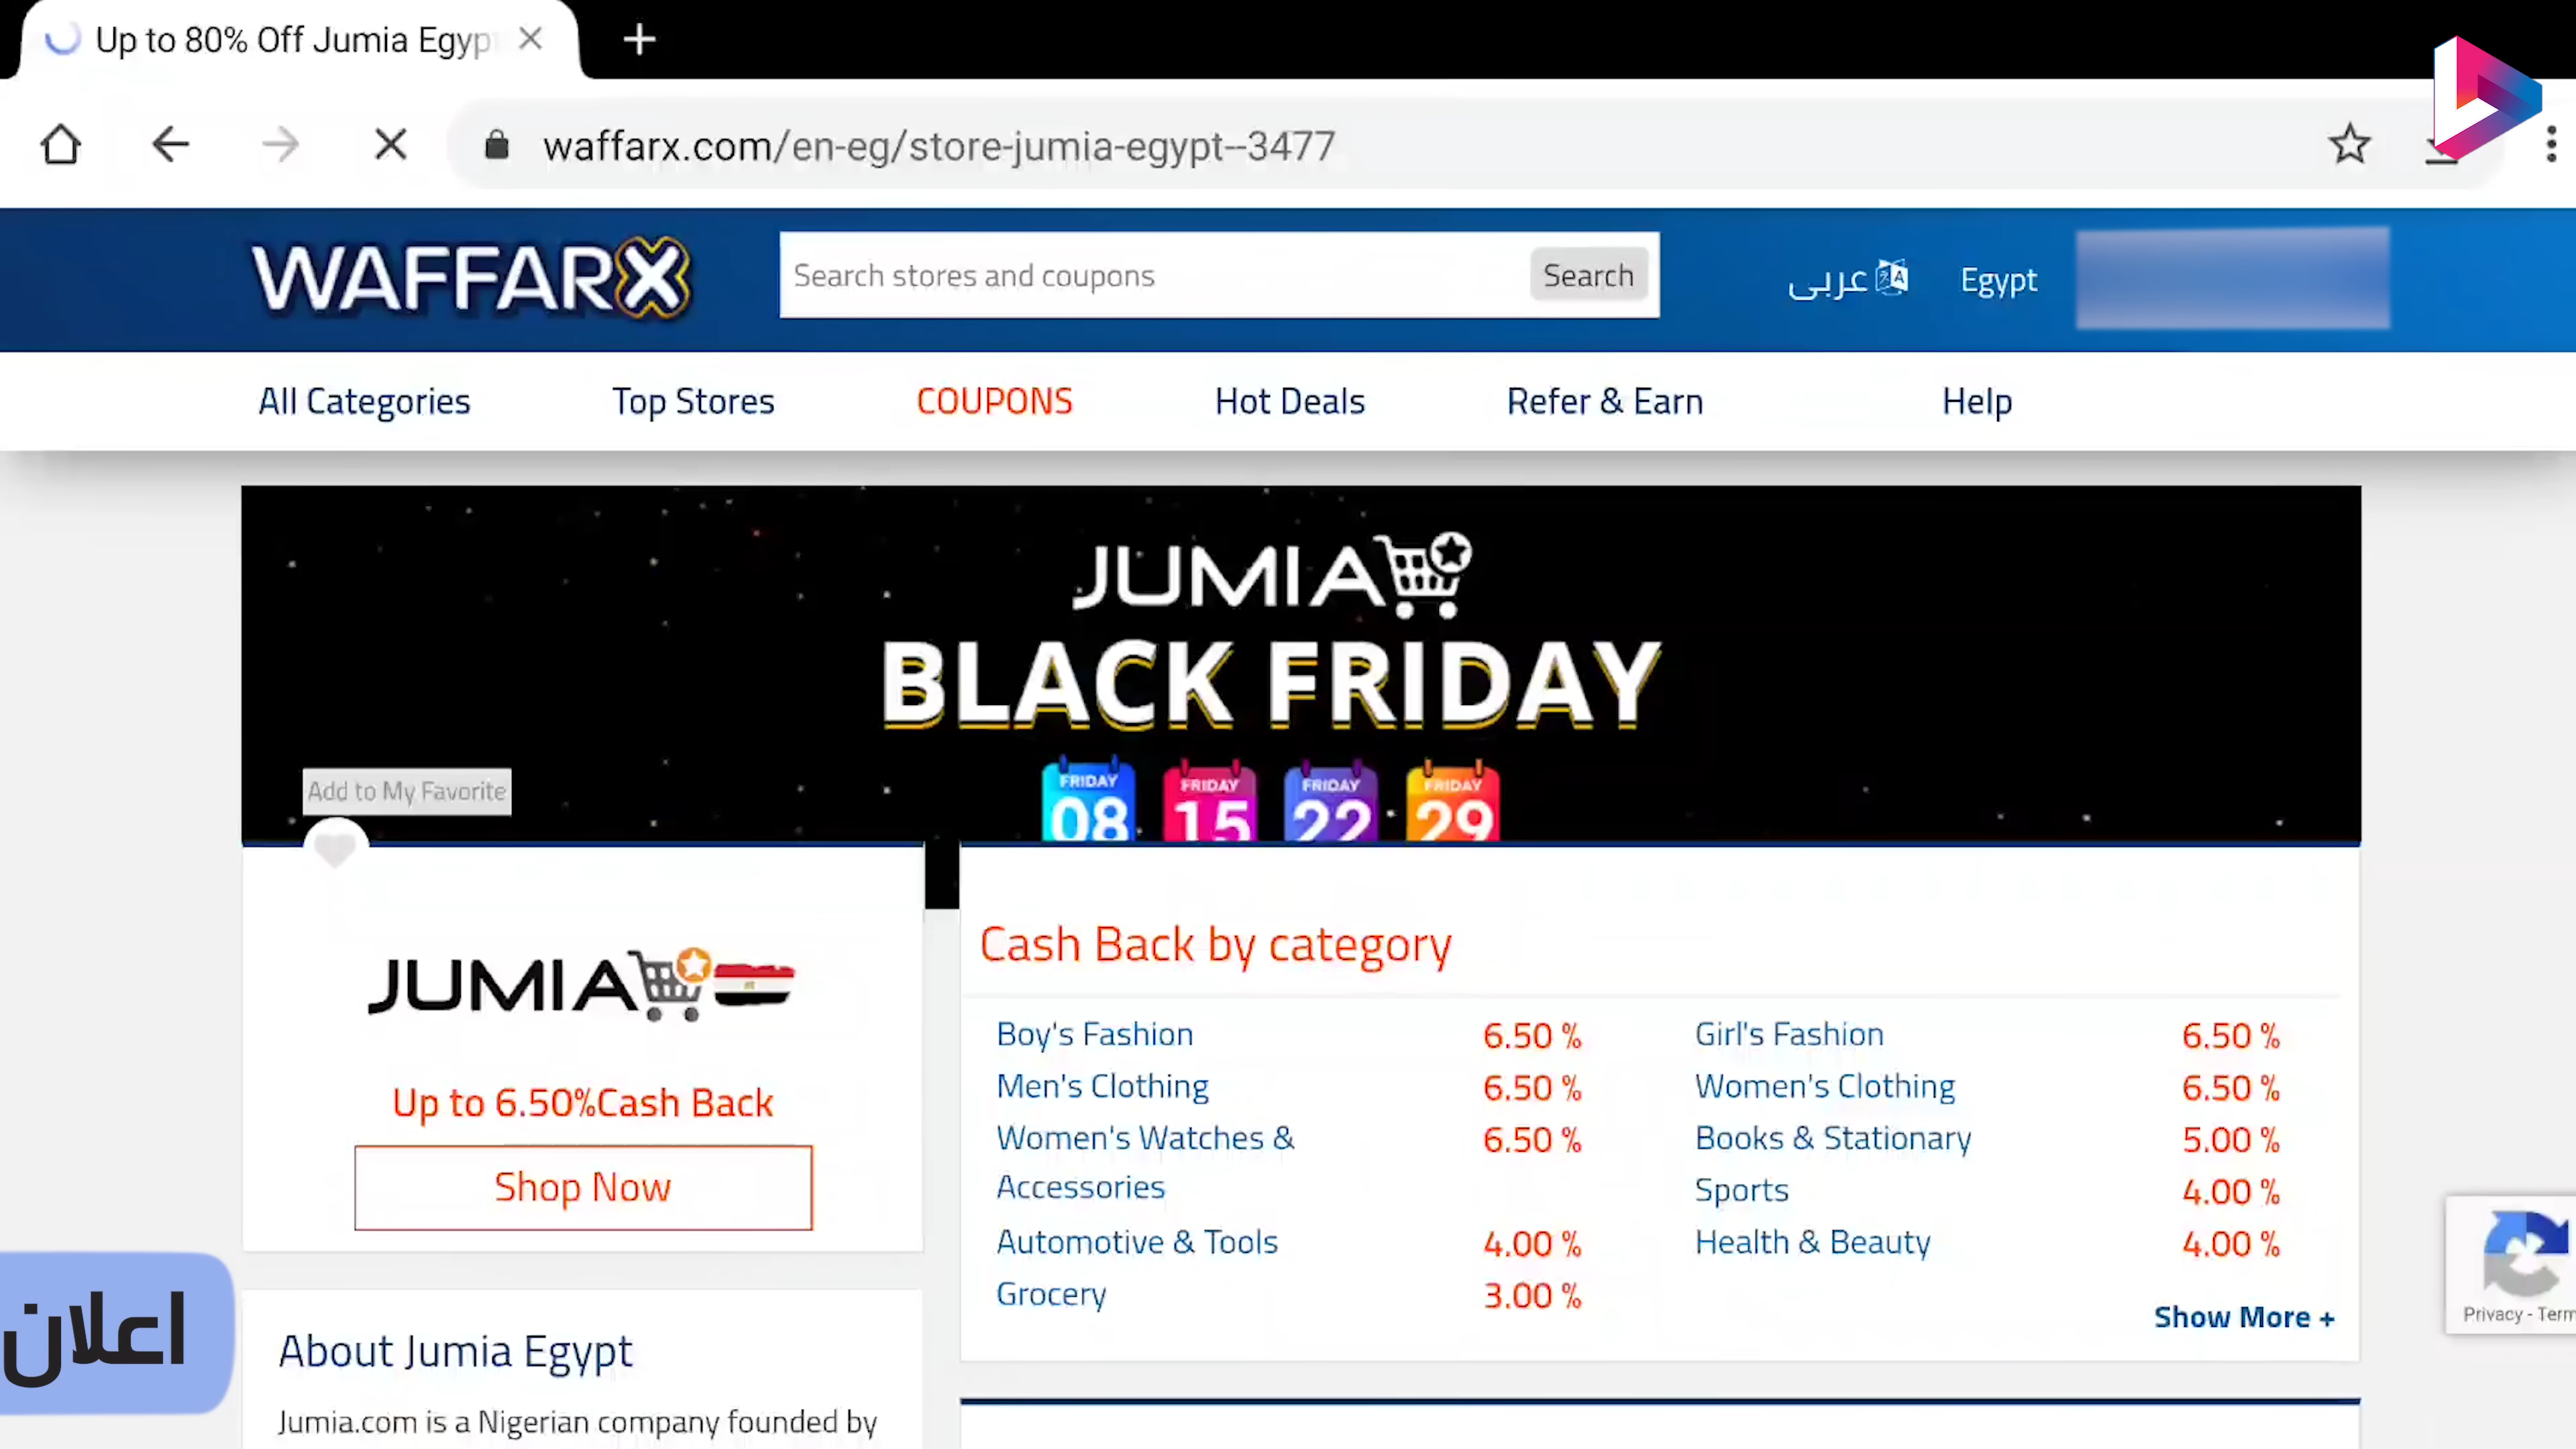 Up to 80% Off Jumia Egyp
waffarx.com/en-eg/store-jumia-egypt--3477
WAFFARX
Search stores and coupons
Search
عربى
Egypt
All Categories
Top Stores
COUPONS
Hot Deals
Refer & Earn
Help
JUMIA
BLACK FRIDAY
FRIDAY
08
FRIDAY
15
FRIDAY
22
FRIDAY
29
Add to My Favorite
JUMIA
Up to 6.50%Cash Back
Shop Now
About Jumia Egypt
Jumia.com is a Nigerian company founded by
Cash Back by category
Boy's Fashion 6.50 %
Girl's Fashion 6.50 %
Men's Clothing 6.50 %
Women's Clothing 6.50 %
Women's Watches & 6.50 %
Accessories
Books & Stationary 5.00 %
Sports 4.00 %
Automotive & Tools 4.00 %
Health & Beauty 4.00 %
Grocery 3.00 %
Show More +
Privacy - Term
اعلان